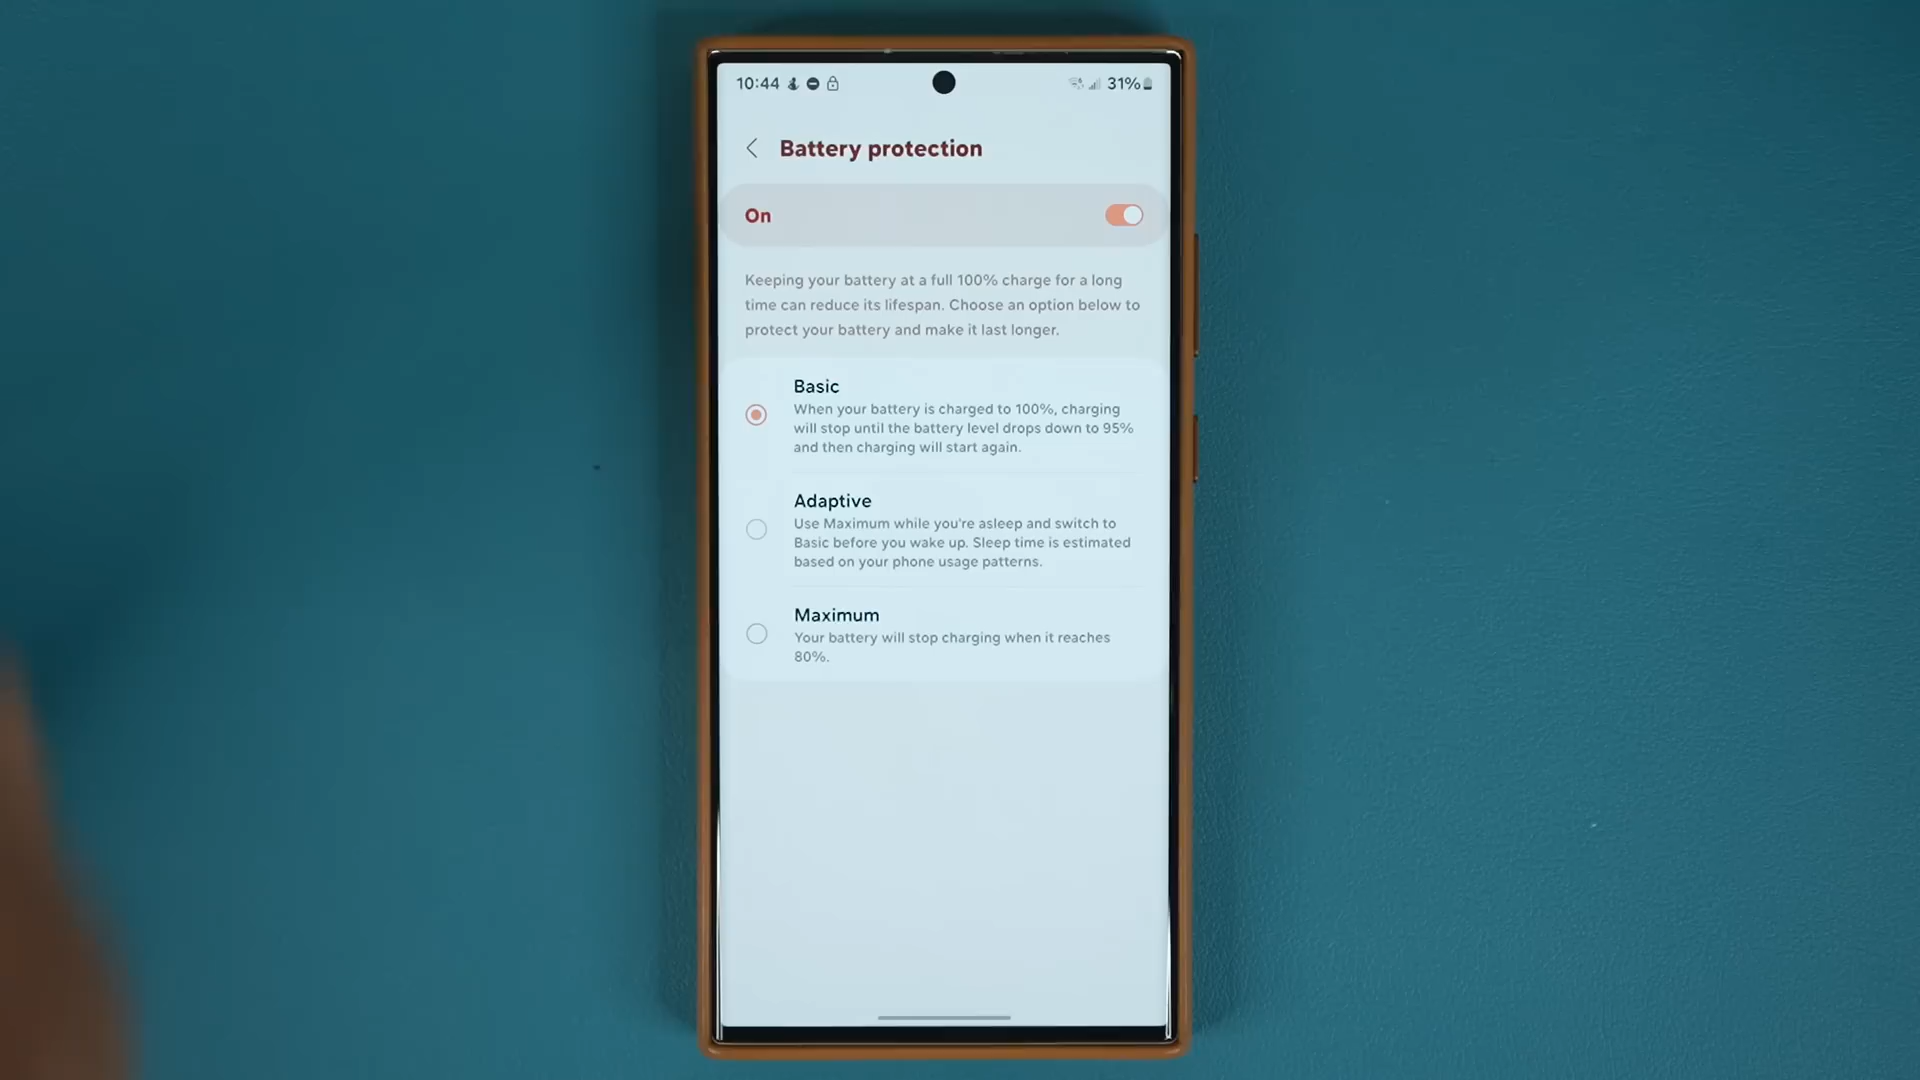 10:44 31%
Battery protection
On
Keeping your battery at a full 100% charge for a long
time can reduce its lifespan. Choose an option below to
protect your battery and make it last longer.
Basic
When your battery is charged to 100%, charging
will stop until the battery level drops down to 95%
and then charging will start again.
Adaptive
Use Maximum while you're asleep and switch to
Basic before you wake up. Sleep time is estimated
based on your phone usage patterns.
Maximum
Your battery will stop charging when it reaches
80%.